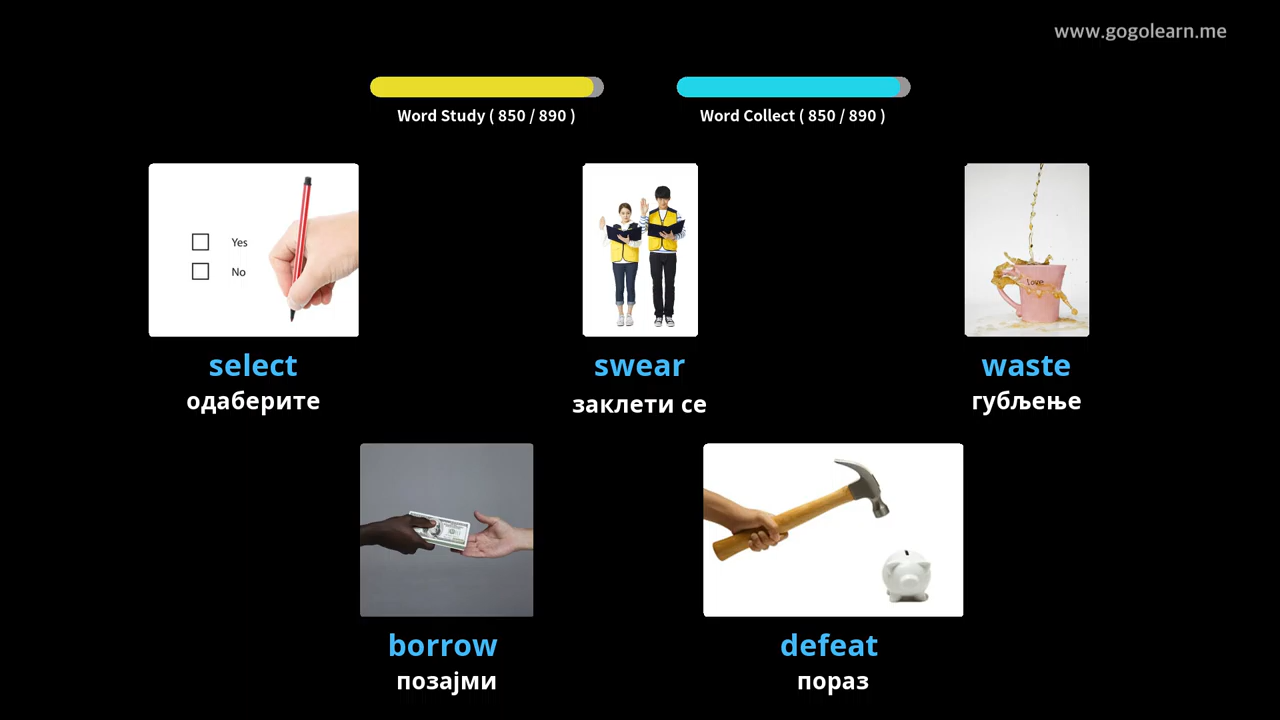 www.gogolearn.me
Word Study ( 850 / 890 )
Word Collect ( 850 / 890 )
Yes
No
Love
select
swear
waste
одаберите
заклети се
губљење
borrow
defeat
позајми
пораз